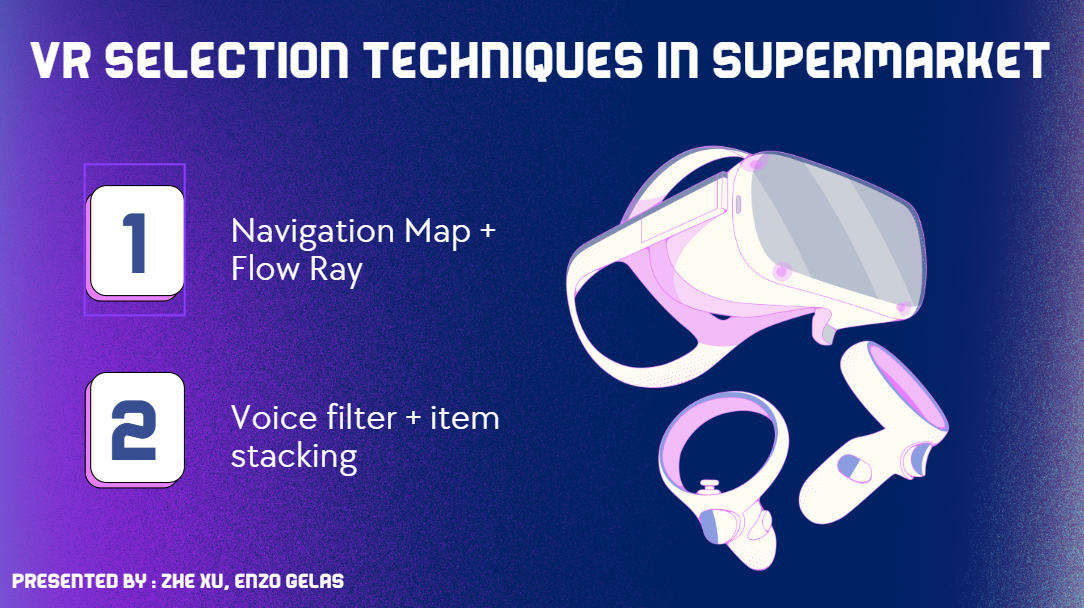 VR SELECTION TECHNIQUES IN SUPERMARKET
1
Navigation Map +
Flow Ray
2
Voice filter + item
stacking
PRESENTED BY : ZHE XU, ENZO GELAS